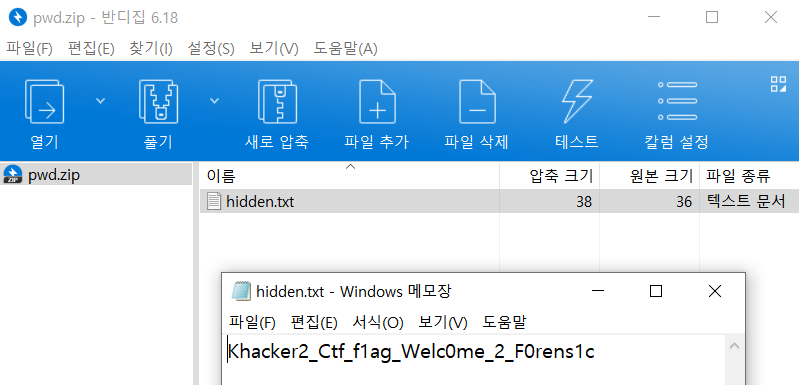 pwd.zip - 반디집 6.18
파일(F) 편집(E) 찾기(I) 설정(S) 보기(V) 도움말(A)
열기 풀기 새로 압축 파일 추가 파일 삭제 테스트 칼럼 설정
ZIP pwd.zip
이름 압축 크기 원본 크기 파일 종류
hidden.txt 38 36 텍스트 문서
hidden.txt - Windows 메모장
파일(F) 편집(E) 서식(O) 보기(V) 도움말
Khacker2_Ctf_f1ag_Welc0me_2_F0rens1c